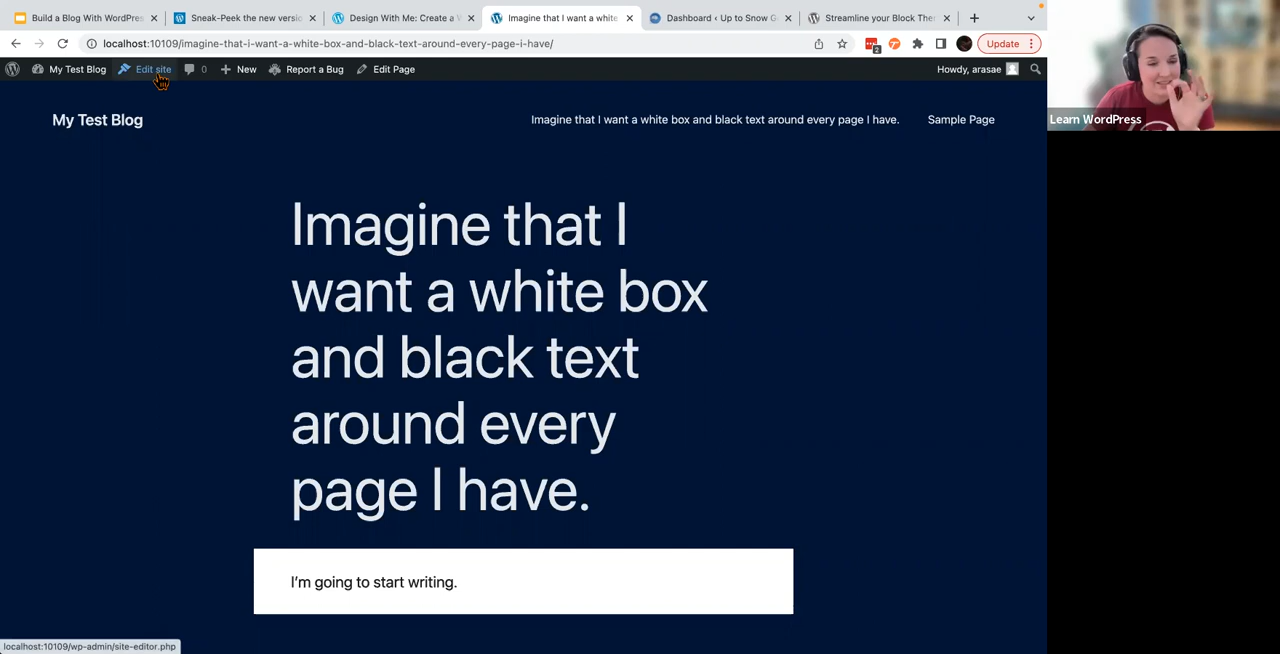 Build a Blog With WordPres
Sneak-Peek the new versio
Design With Me: Create a W
Imagine that I want a white
Dashboard ‹ Up to Snow G
Streamline your Block The
localhost:10109/imagine-that-i-want-a-white-box-and-black-text-around-every-page-i-have/
2
Update
My Test Blog
Edit site
0
New
Report a Bug
Edit Page
Howdy, arasae
My Test Blog
Imagine that I want a white box and black text around every page I have.
Sample Page
Learn WordPress
Imagine that I
want a white box
and black text
around every
page I have.
I'm going to start writing.
localhost:10109/wp-admin/site-editor.php